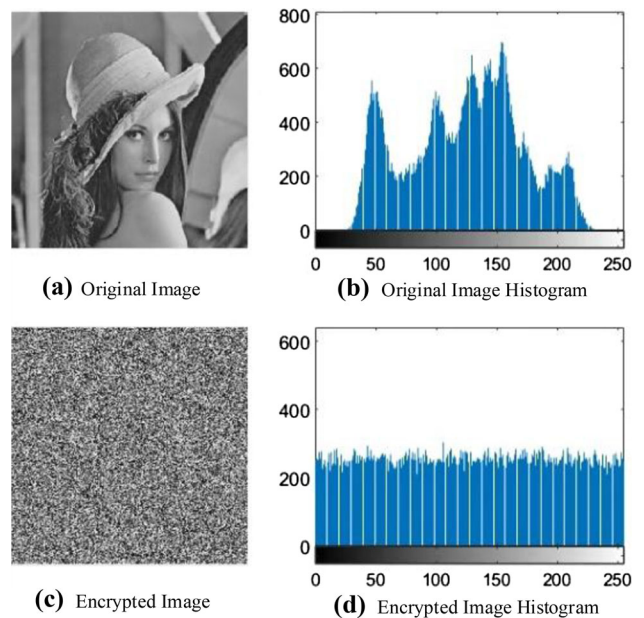 800
600
400
200
0
0 50 100 150 200 250
(a) Original Image
(b) Original Image Histogram
600
400
200
0
0 50 100 150 200 250
(c) Encrypted Image
(d) Encrypted Image Histogram